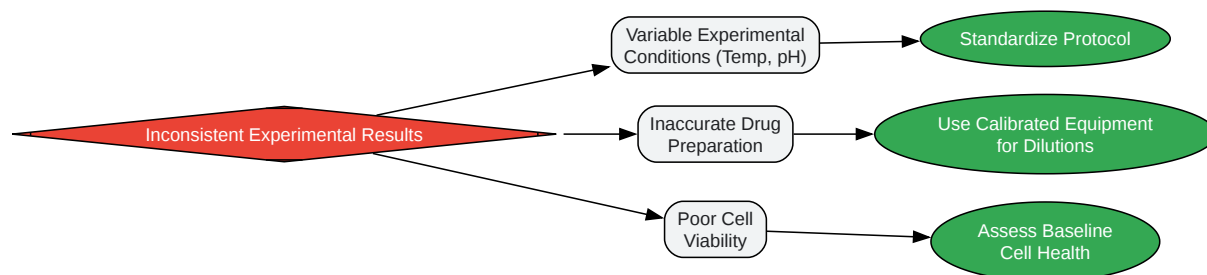 Variable Experimental
Conditions (Temp, pH)
Standardize Protocol
Inconsistent Experimental Results
Inaccurate Drug
Preparation
Use Calibrated Equipment
for Dilutions
Poor Cell
Viability
Assess Baseline
Cell Health